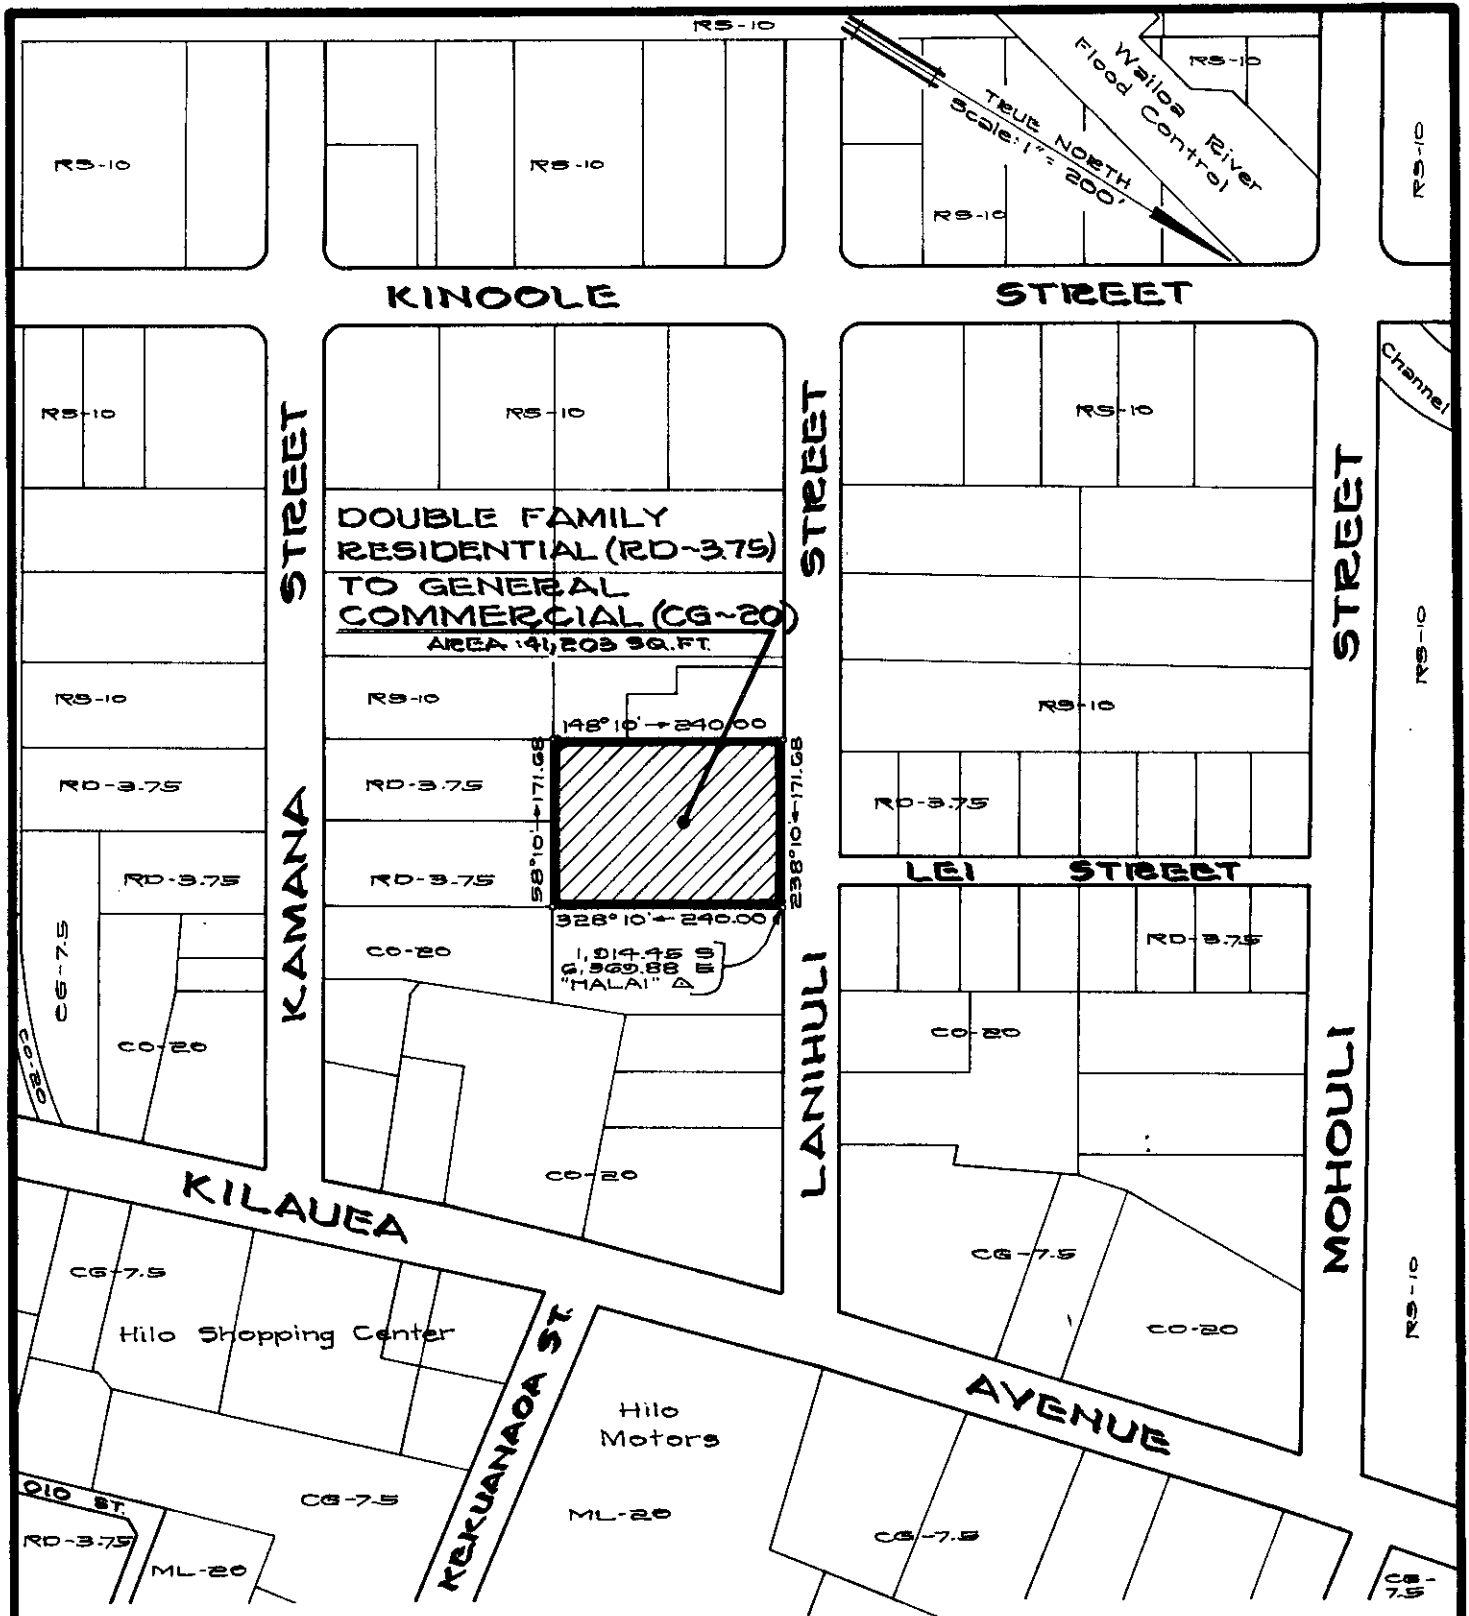 RS-10
Wailoa River
Flood Control
RS-10
TRUE NORTH
Scale: 1" = 200'
RS-10
RS-10
RS-10
RS-10
KINOOLE STREET
Channel
RS-10
RS-10
RS-10
STREET
STREET
STREET
DOUBLE FAMILY
RESIDENTIAL (RD~3.75)
TO GENERAL
COMMERCIAL (CG~20)
AREA : 41,203 SQ.FT.
RS-10
RS-10
RS-10
RS-10
148°10' 240.00
58°10' 171.68
238°10' 171.68
328°10' 240.00
RD-3.75
RD-3.75
RD-3.75
LEI STREET
RD-3.75
RD-3.75
RD-3.75
CG-7.5
CO-20
1,914.45 S
6,969.88 E
"HALAI" △
KAMANA
LANIHULI
MOHOULI
CO-20
CO-20
CO-20
CO-20
KILAUEA AVENUE
CG-7.5
CG-7.5
CO-20
RS-10
Hilo Shopping Center
KEKUANAOA ST.
Hilo
Motors
CG-7.5
ML-20
CG-7.5
OIO ST.
RD-3.75
ML-20
CG-
7.5